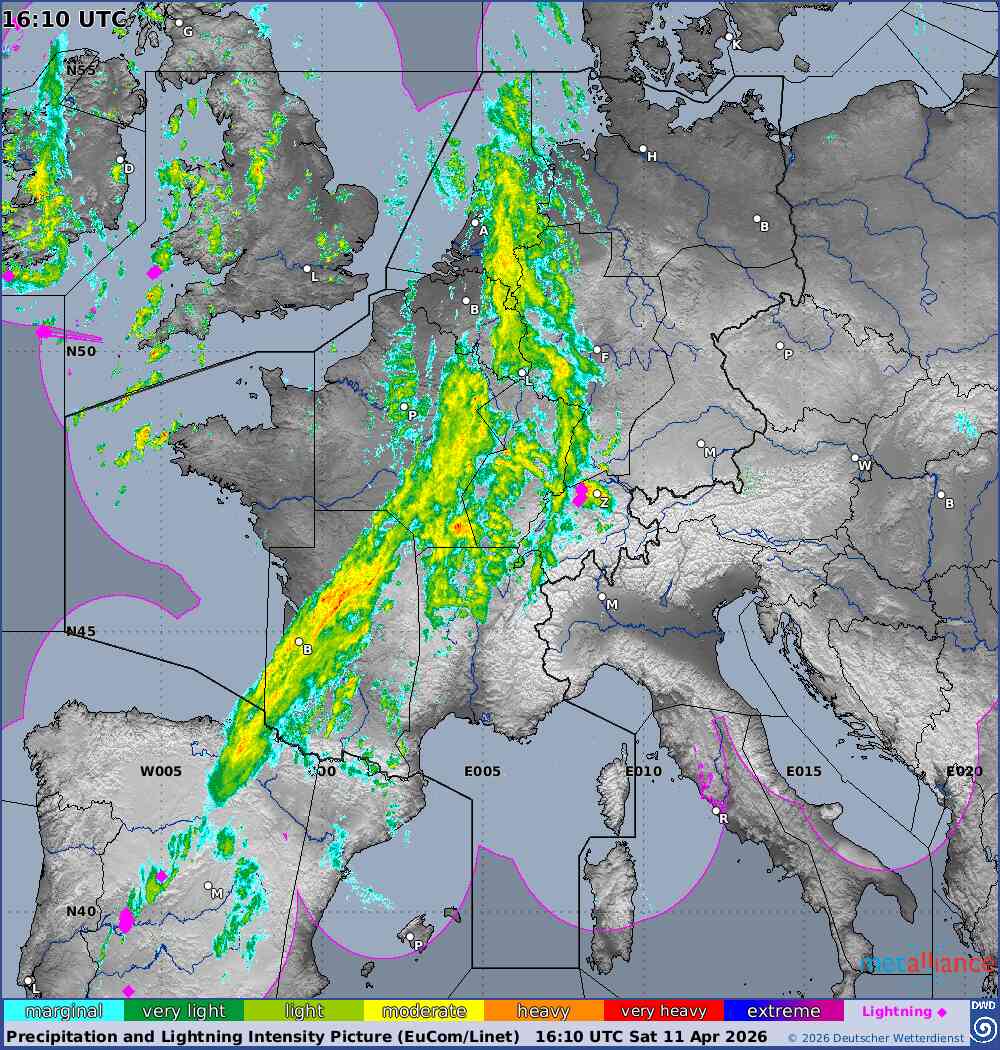 16:10 UTC
G
K
N55
H
D
A
B
L
B
N50
F
P
L
P
M
W
Z
B
M
N45
B
W005
00
E005
E010
E015
E020
R
M
N40
P
L
metalliance
marginal very light light moderate heavy very heavy extreme Lightning
DWD
Precipitation and Lightning Intensity Picture (EuCom/Linet) 16:10 UTC Sat 11 Apr 2026 © 2026 Deutscher Wetterdienst